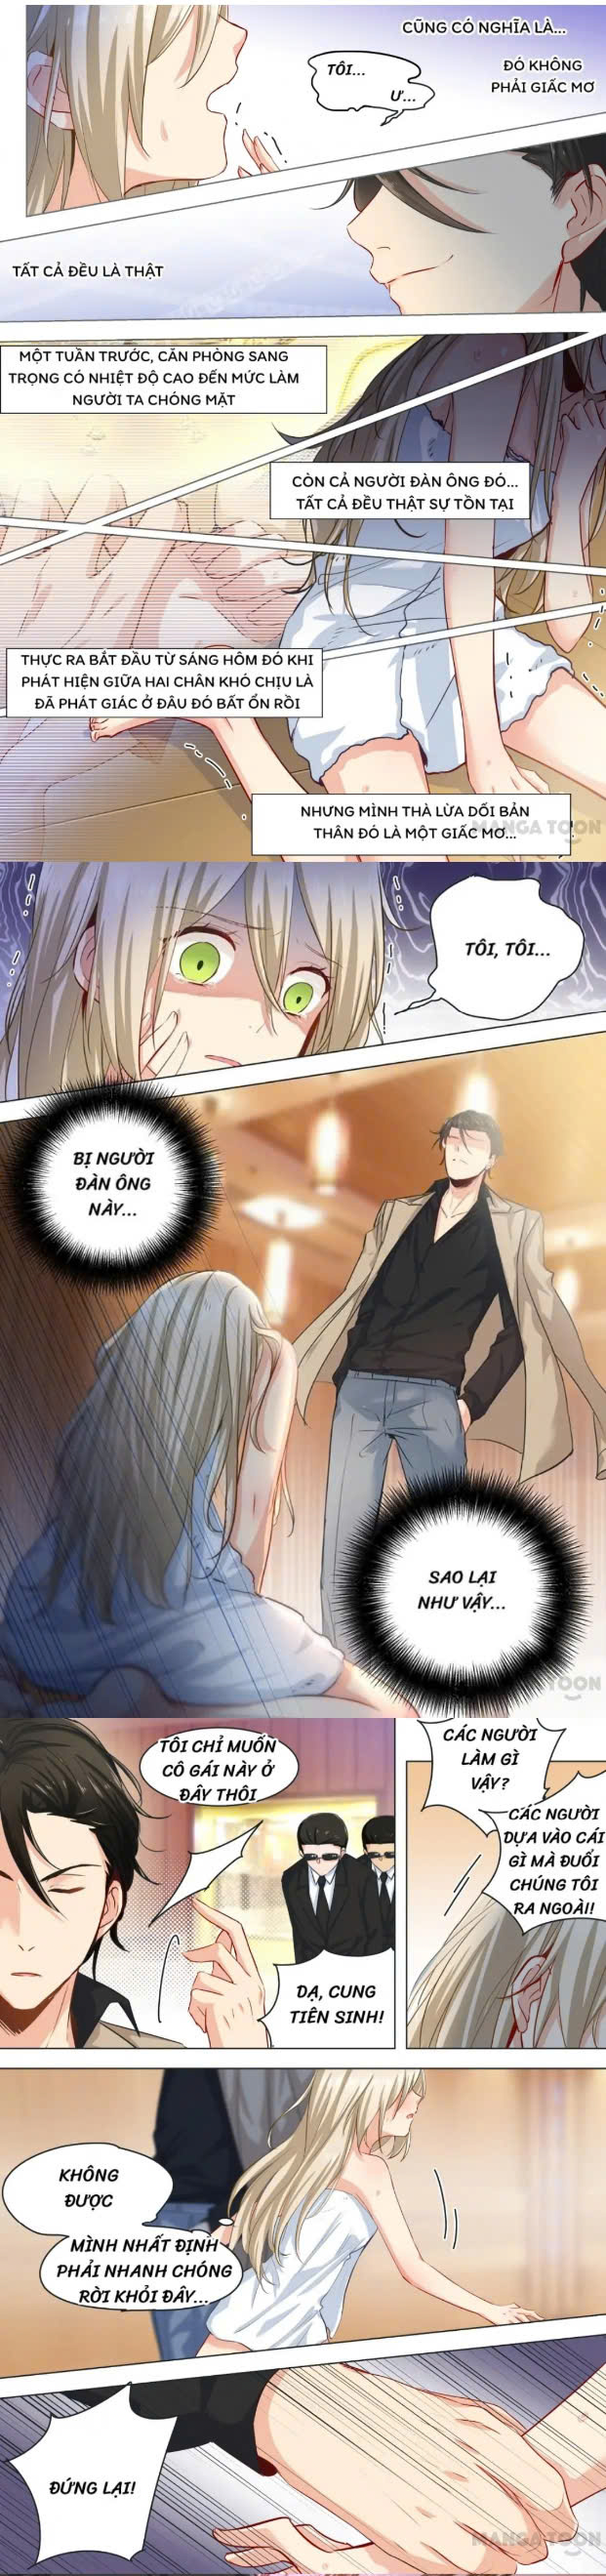 CŨNG CÓ NGHĨA LÀ...
TÔI...
Ư...
ĐÓ KHÔNG
PHẢI GIẤC MƠ
TẤT CẢ ĐỀU LÀ THẬT
MỘT TUẦN TRƯỚC, CĂN PHÒNG SANG
TRỌNG CÓ NHIỆT ĐỘ CAO ĐẾN MỨC LÀM
NGƯỜI TA CHÓNG MẶT
CÒN CẢ NGƯỜI ĐÀN ÔNG ĐÓ...
TẤT CẢ ĐỀU THẬT SỰ TỒN TẠI
THỰC RA BẮT ĐẦU TỪ SÁNG HÔM ĐÓ KHI
PHÁT HIỆN GIỮA HAI CHÂN KHÓ CHỊU LÀ
ĐÃ PHÁT GIÁC Ở ĐÂU ĐÓ BẤT ỔN RỒI
NHƯNG MÌNH THÀ LỪA DỐI BẢN
THÂN ĐÓ LÀ MỘT GIẤC MƠ...
MANGA TOON
TÔI, TÔI...
BỊ NGƯỜI
ĐÀN ÔNG
NÀY...
SAO LẠI
NHƯ VẬY...
TOON
TÔI CHỈ MUỐN
CÔ GÁI NÀY Ở
ĐÂY THÔI
DẠ, CUNG
TIÊN SINH!
CÁC NGƯỜI
LÀM GÌ
VẬY?
CÁC NGƯỜI
DỰA VÀO CÁI
GÌ MÀ ĐUỔI
CHÚNG TÔI
RA NGOÀI!
KHÔNG
ĐƯỢC
MÌNH NHẤT ĐỊNH
PHẢI NHANH CHÓNG
RỜI KHỎI ĐÂY...
ĐỨNG LẠI!
MANGA TOON